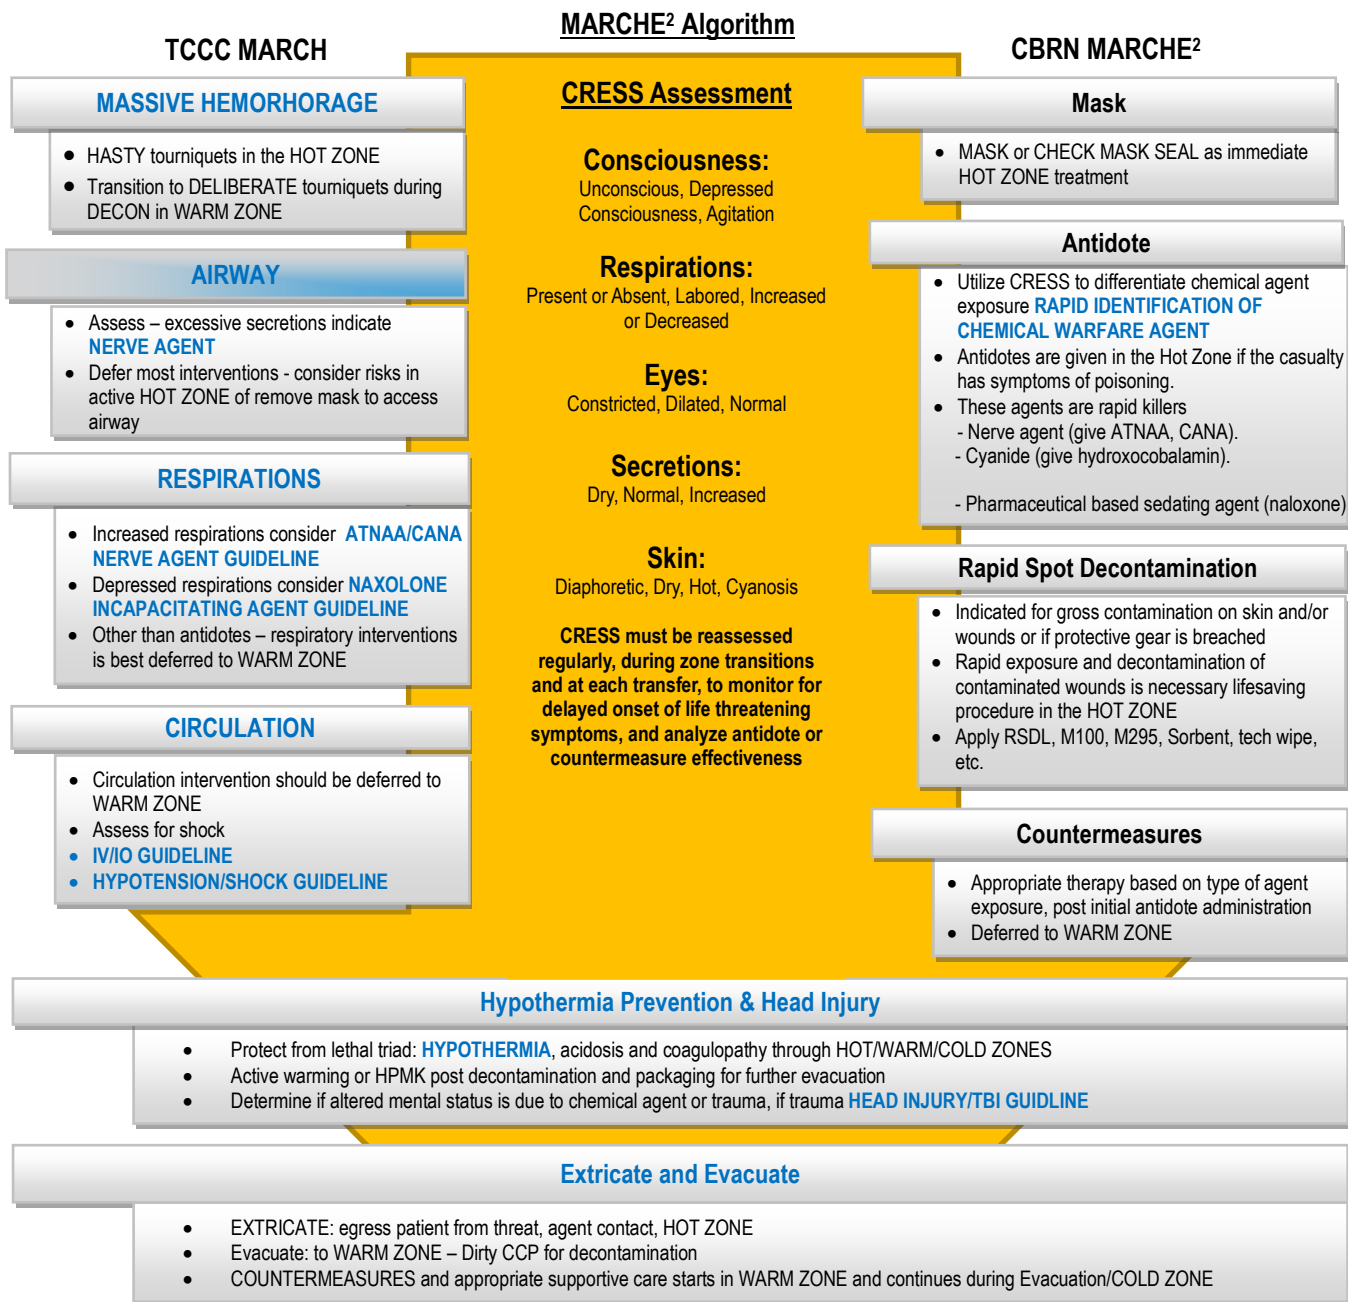 MARCHE² Algorithm
TCCC MARCH
MASSIVE HEMORHORAGE
• HASTY tourniquets in the HOT ZONE
• Transition to DELIBERATE tourniquets during
DECON in WARM ZONE
AIRWAY
• Assess – excessive secretions indicate
NERVE AGENT
• Defer most interventions - consider risks in
active HOT ZONE of remove mask to access
airway
RESPIRATIONS
• Increased respirations consider ATNAA/CANA
NERVE AGENT GUIDELINE
• Depressed respirations consider NAXOLONE
INCAPACITATING AGENT GUIDELINE
• Other than antidotes – respiratory interventions
is best deferred to WARM ZONE
CIRCULATION
• Circulation intervention should be deferred to
WARM ZONE
• Assess for shock
• IV/IO GUIDELINE
• HYPOTENSION/SHOCK GUIDELINE
CRESS Assessment
Consciousness:
Unconscious, Depressed
Consciousness, Agitation
Respirations:
Present or Absent, Labored, Increased
or Decreased
Eyes:
Constricted, Dilated, Normal
Secretions:
Dry, Normal, Increased
Skin:
Diaphoretic, Dry, Hot, Cyanosis
CRESS must be reassessed
regularly, during zone transitions
and at each transfer, to monitor for
delayed onset of life threatening
symptoms, and analyze antidote or
countermeasure effectiveness
CBRN MARCHE²
Mask
• MASK or CHECK MASK SEAL as immediate
HOT ZONE treatment
Antidote
• Utilize CRESS to differentiate chemical agent
exposure RAPID IDENTIFICATION OF
CHEMICAL WARFARE AGENT
• Antidotes are given in the Hot Zone if the casualty
has symptoms of poisoning.
• These agents are rapid killers
- Nerve agent (give ATNAA, CANA).
- Cyanide (give hydroxocobalamin).
- Pharmaceutical based sedating agent (naloxone)
Rapid Spot Decontamination
• Indicated for gross contamination on skin and/or
wounds or if protective gear is breached
• Rapid exposure and decontamination of
contaminated wounds is necessary lifesaving
procedure in the HOT ZONE
• Apply RSDL, M100, M295, Sorbent, tech wipe,
etc.
Countermeasures
• Appropriate therapy based on type of agent
exposure, post initial antidote administration
• Deferred to WARM ZONE
Hypothermia Prevention & Head Injury
• Protect from lethal triad: HYPOTHERMIA, acidosis and coagulopathy through HOT/WARM/COLD ZONES
• Active warming or HPMK post decontamination and packaging for further evacuation
• Determine if altered mental status is due to chemical agent or trauma, if trauma HEAD INJURY/TBI GUIDLINE
Extricate and Evacuate
• EXTRICATE: egress patient from threat, agent contact, HOT ZONE
• Evacuate: to WARM ZONE – Dirty CCP for decontamination
• COUNTERMEASURES and appropriate supportive care starts in WARM ZONE and continues during Evacuation/COLD ZONE